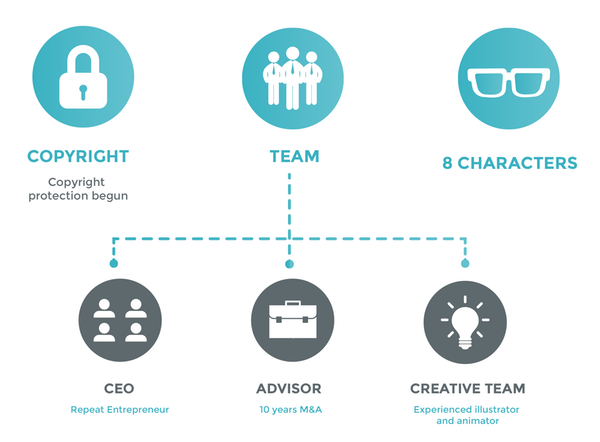 COPYRIGHT
Copyright
protection begun
TEAM
8 CHARACTERS
CEO
Repeat Entrepreneur
ADVISOR
10 years M&A
CREATIVE TEAM
Experienced illustrator
and animator